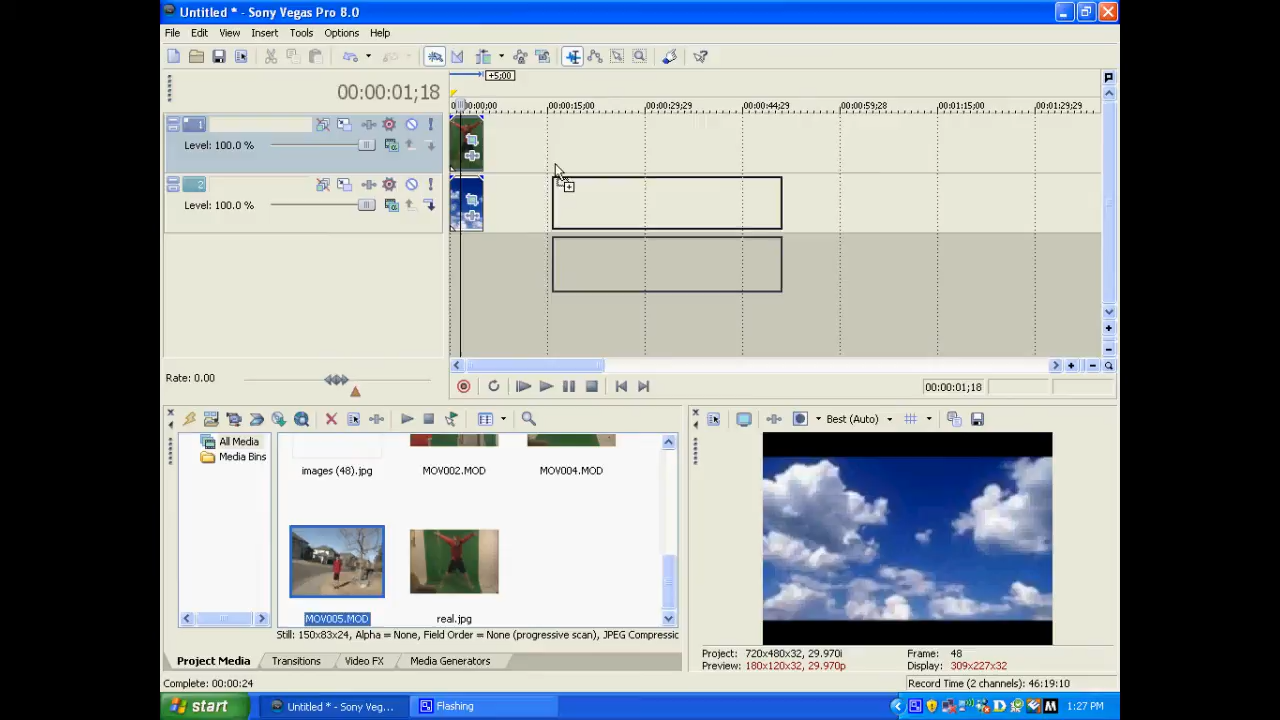 Untitled * - Sony Vegas Pro 8.0
File Edit View Insert Tools Options Help
+5;00
00:00:01;18
00:00:15;00 00:00:29;29 00:00:44;29 00:00:59;28 00:01:15;00 00:01:29;29
1
Level: 100.0 %
2
Level: 100.0 %
Rate: 0.00
00:00:01;18
Best (Auto)
All Media
Media Bins
images (48).jpg MOV002.MOD MOV004.MOD
MOV005.MOD real.jpg
Still: 150x83x24, Alpha = None, Field Order = None (progressive scan), JPEG Compressic
Project Media Transitions Video FX Media Generators
Project: 720x480x32, 29.970i Frame: 48
Preview: 180x120x32, 29.970p Display: 309x227x32
Complete: 00:00:24 Record Time (2 channels): 46:19:10
start Untitled * - Sony Veg... Flashing 1:27 PM